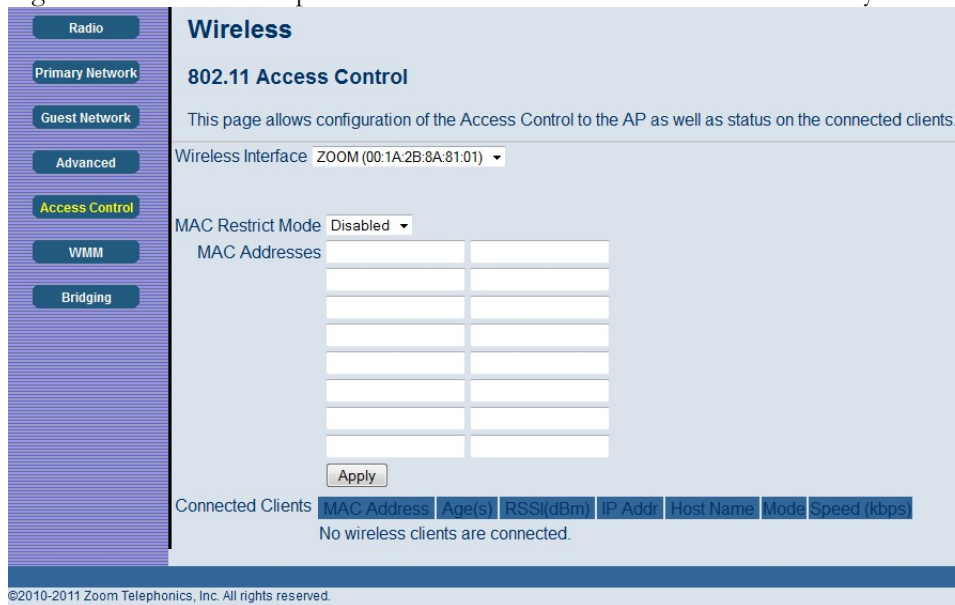 Radio
Primary Network
Guest Network
Advanced
Access Control
WMM
Bridging
Wireless
802.11 Access Control
This page allows configuration of the Access Control to the AP as well as status on the connected clients.
Wireless Interface ZOOM (00:1A:2B:8A:81:01)
MAC Restrict Mode Disabled
MAC Addresses
Apply
Connected Clients MAC Address Age(s) RSSI(dBm) IP Addr Host Name Mode Speed (kbps)
No wireless clients are connected.
©2010-2011 Zoom Telephonics, Inc. All rights reserved.